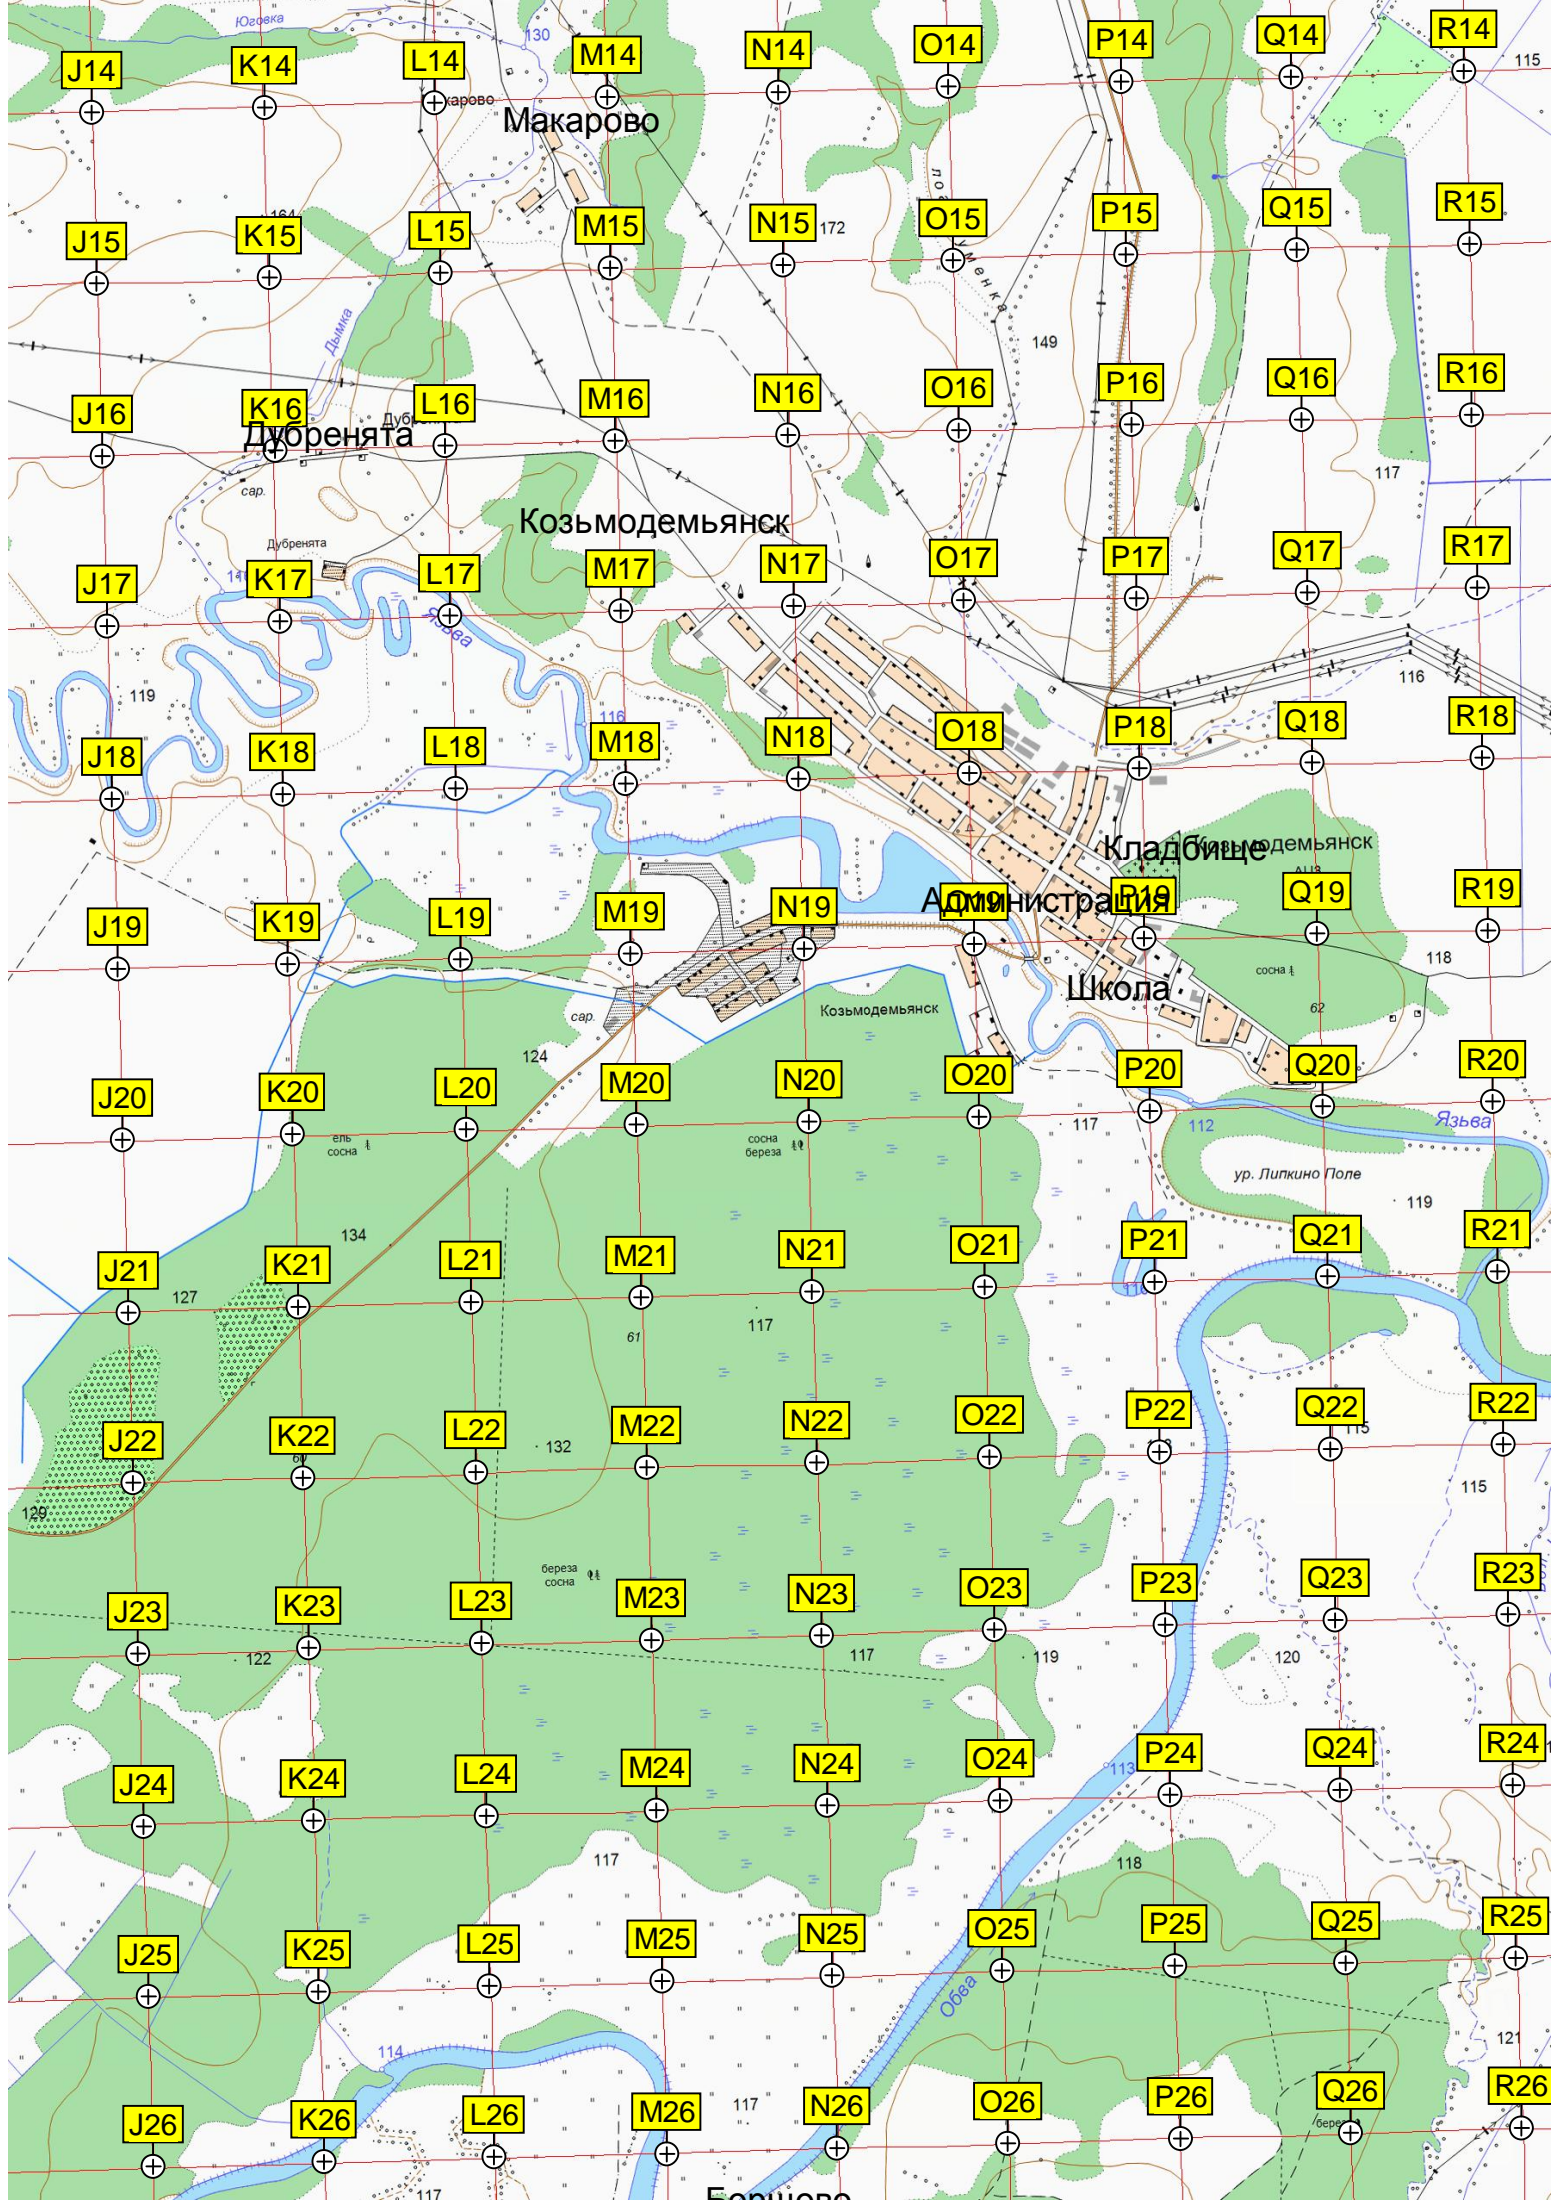 Юговка
130
J14 K14 L14 M14 N14 O14 P14 Q14 R14
115
Макарово
164
J15 K15 L15 M15 N15 O15 P15 Q15 R15
172
Дымка
149
J16 K16 L16 M16 N16 O16 P16 Q16 R16
Дубренята
сар.
117
Козьмодемьянск
Дубренята
J17 K17 L17 M17 N17 O17 P17 Q17 R17
Язьва
119
116
116
J18 K18 L18 M18 N18 O18 P18 Q18 R18
Кладбище
Козьмодемьянск
Администрация
J19 K19 L19 M19 N19 O19 P19 Q19 R19
118
сосна
Школа
62
Козьмодемьянск
сар.
124
J20 K20 L20 M20 N20 O20 P20 Q20 R20
117
112
Язьва
ель
сосна
сосна
береза
ур. Липкино Поле
119
134
J21 K21 L21 M21 N21 O21 P21 Q21 R21
127
117
61
J22 K22 L22 M22 N22 O22 P22 Q22 R22
132
115
115
129
береза
сосна
J23 K23 L23 M23 N23 O23 P23 Q23 R23
122
117
119
120
J24 K24 L24 M24 N24 O24 P24 Q24 R24
113
117
118
J25 K25 L25 M25 N25 O25 P25 Q25 R25
Обва
114
121
J26 K26 L26 M26 N26 O26 P26 Q26 R26
117
117